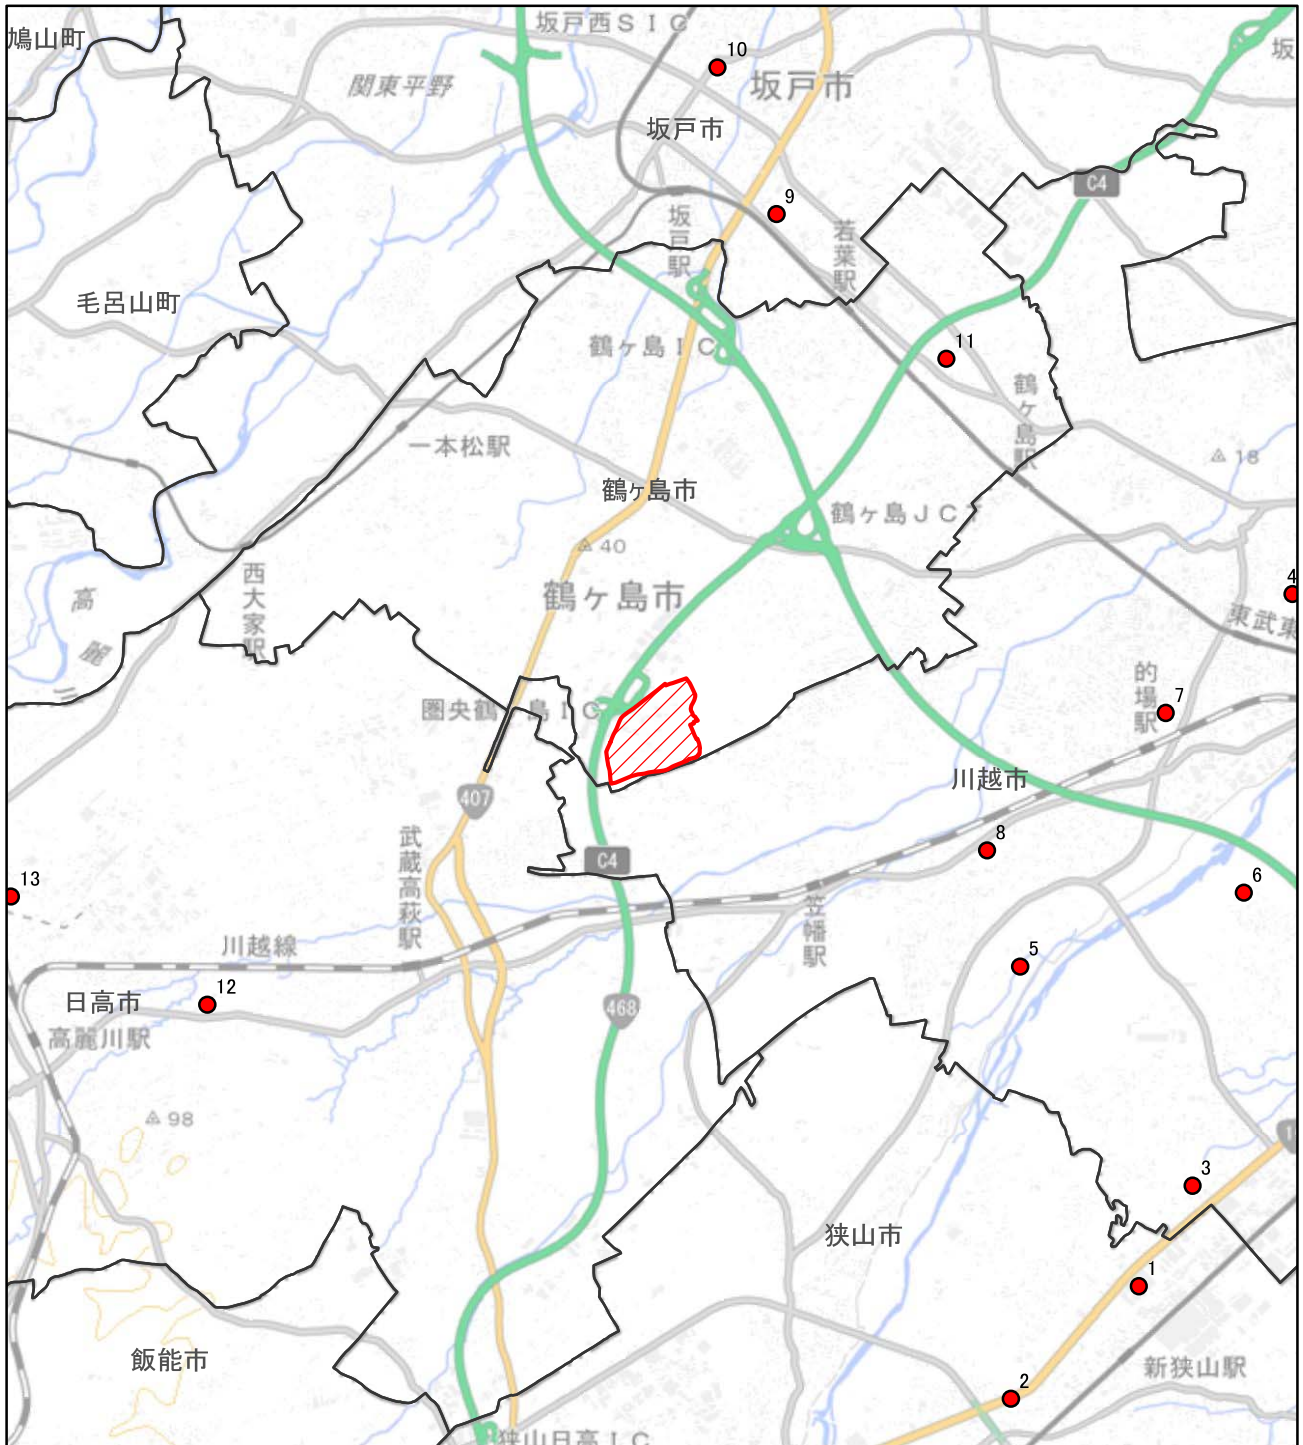 鳩山町
坂戸西ＳＩＣ
坂
10
関東平野
坂戸市
坂戸市
C4
9
坂戸駅
若葉駅
毛呂山町
鶴ヶ島ＩＣ
11
鶴ヶ島駅
一本松駅
18
鶴ヶ島市
鶴ヶ島ＪＣＴ
40
西大家駅
高麗川
鶴ヶ島市
4
東武東
的場駅
7
圏央鶴ヶ島ＩＣ
川越市
407
武蔵高萩駅
8
C4
6
13
笠幡駅
川越線
5
日高市
12
468
高麗川駅
98
3
狭山市
1
飯能市
新狭山駅
2
狭山日高ＩＣ